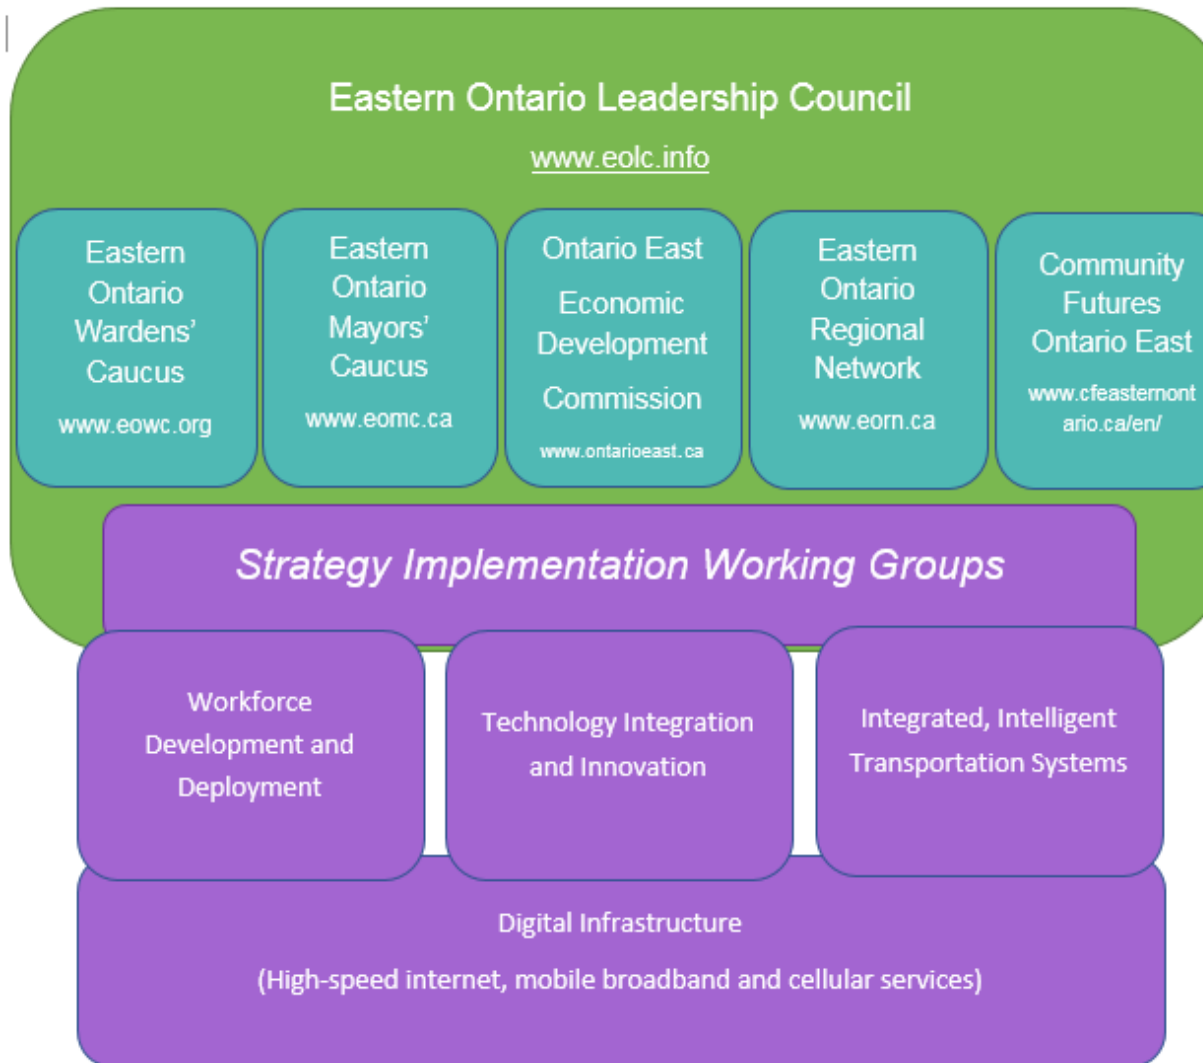 Eastern Ontario Leadership Council
www.eolc.info
Eastern
Ontario
Wardens’
Caucus
www.eowc.org
Eastern
Ontario
Mayors’
Caucus
www.eomc.ca
Ontario East
Economic
Development
Commission
www.ontarioeast.ca
Eastern
Ontario
Regional
Network
www.eorn.ca
Community
Futures
Ontario East
www.cfeasternont
ario.ca/en/
Strategy Implementation Working Groups
Workforce
Development and
Deployment
Technology Integration
and Innovation
Integrated, Intelligent
Transportation Systems
Digital Infrastructure
(High-speed internet, mobile broadband and cellular services)